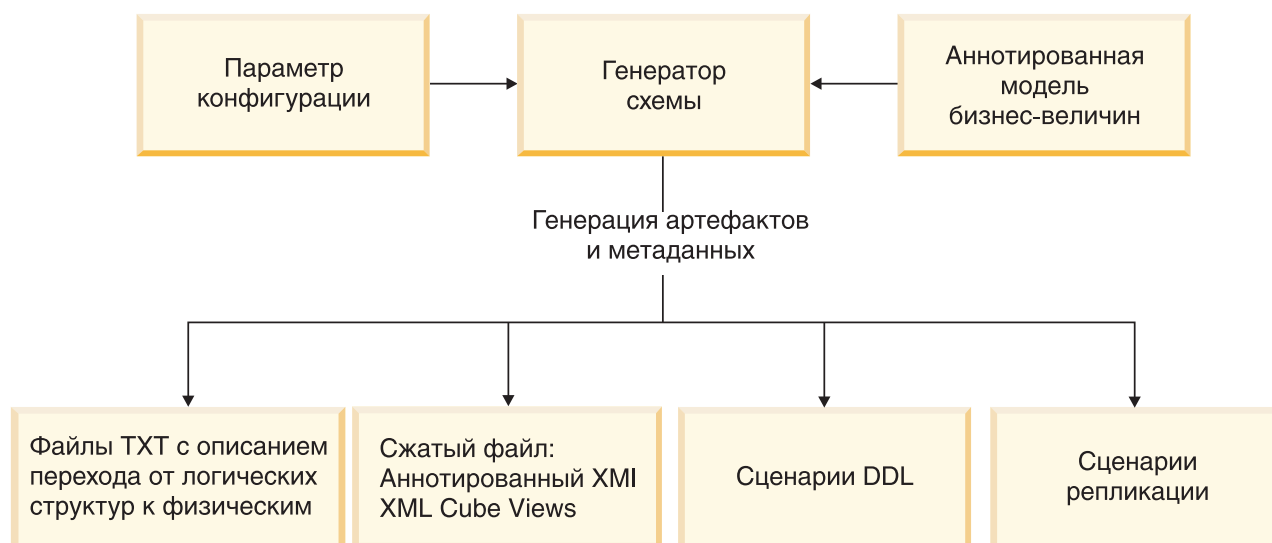 Параметр
конфигурации
Генератор
схемы
Аннотированная
модель
бизнес-величин
Генерация артефактов
и метаданных
Файлы TXT с описанием
перехода от логических
структур к физическим
Сжатый файл:
Аннотированный XMI
XML Cube Views
Сценарии DDL
Сценарии
репликации